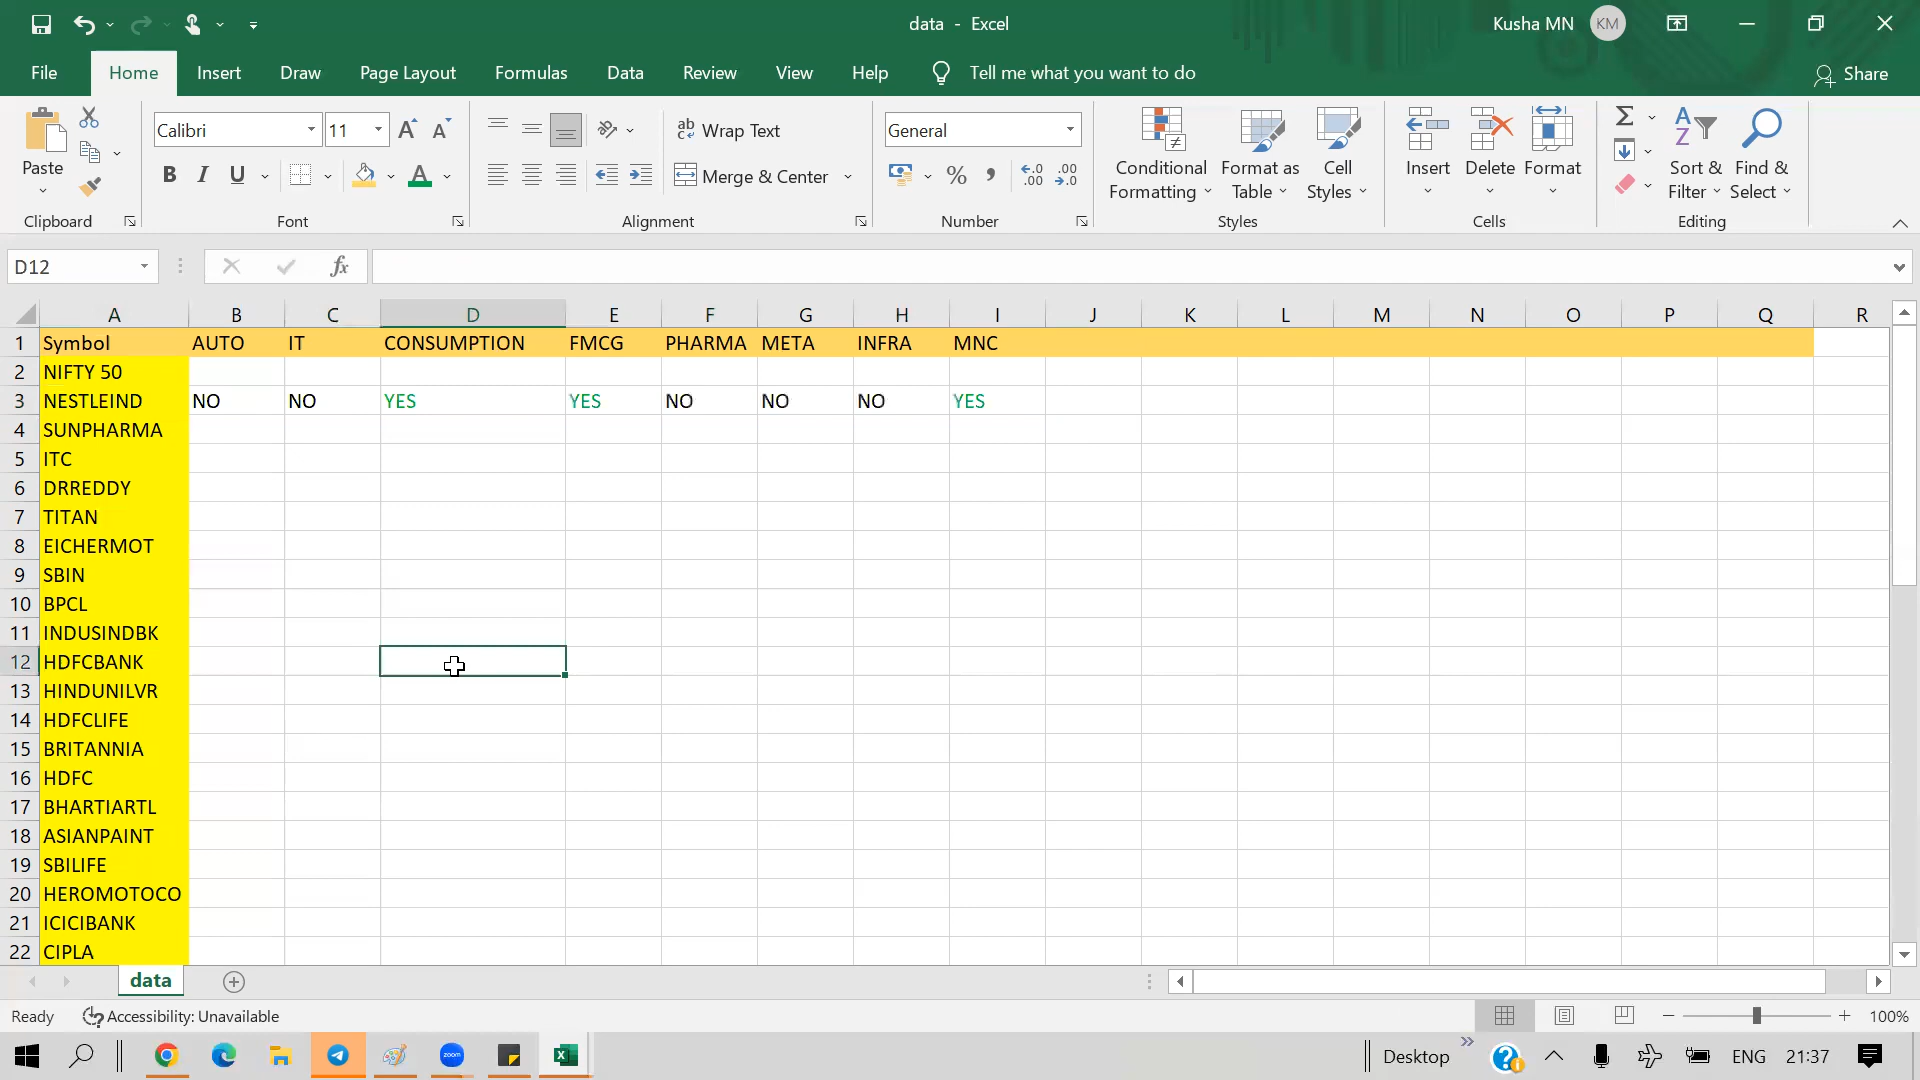 data - Excel
Kusha MN
KM
File
Home
Insert
Draw
Page Layout
Formulas
Data
Review
View
Help
Tell me what you want to do
Share
Paste
Clipboard
Calibri
11
B
I
U
Font
Wrap Text
Merge & Center
Alignment
General
Number
Conditional Formatting
Format as Table
Cell Styles
Styles
Insert
Delete
Format
Cells
Sort & Filter
Find & Select
Editing
D12
fx
A B C D E F G H I J K L M N O P Q R
1 Symbol AUTO IT CONSUMPTION FMCG PHARMA META INFRA MNC
2 NIFTY 50
3 NESTLEIND NO NO YES YES NO NO NO YES
4 SUNPHARMA
5 ITC
6 DRREDDY
7 TITAN
8 EICHERMOT
9 SBIN
10 BPCL
11 INDUSINDBK
12 HDFCBANK
13 HINDUNILVR
14 HDFCLIFE
15 BRITANNIA
16 HDFC
17 BHARTIARTL
18 ASIANPAINT
19 SBILIFE
20 HEROMOTOCO
21 ICICIBANK
22 CIPLA
data
Ready
Accessibility: Unavailable
100%
zoom
Desktop
ENG
21:37